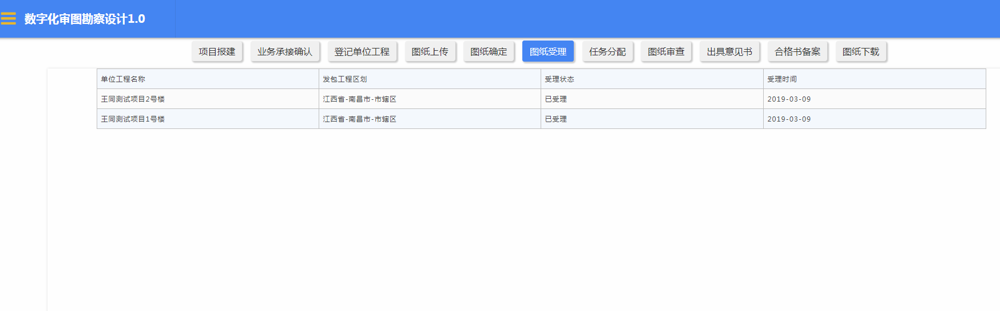 数字化审图勘察设计1.0
项目报建 业务承接确认 登记单位工程 图纸上传 图纸确定 图纸受理 任务分配 图纸审查 出具意见书 合格书备案 图纸下载
单位工程名称 发包工程区划 受理状态 受理时间
王同测试项目2号楼 江西省-南昌市-市辖区 已受理 2019-03-09
王同测试项目1号楼 江西省-南昌市-市辖区 已受理 2019-03-09